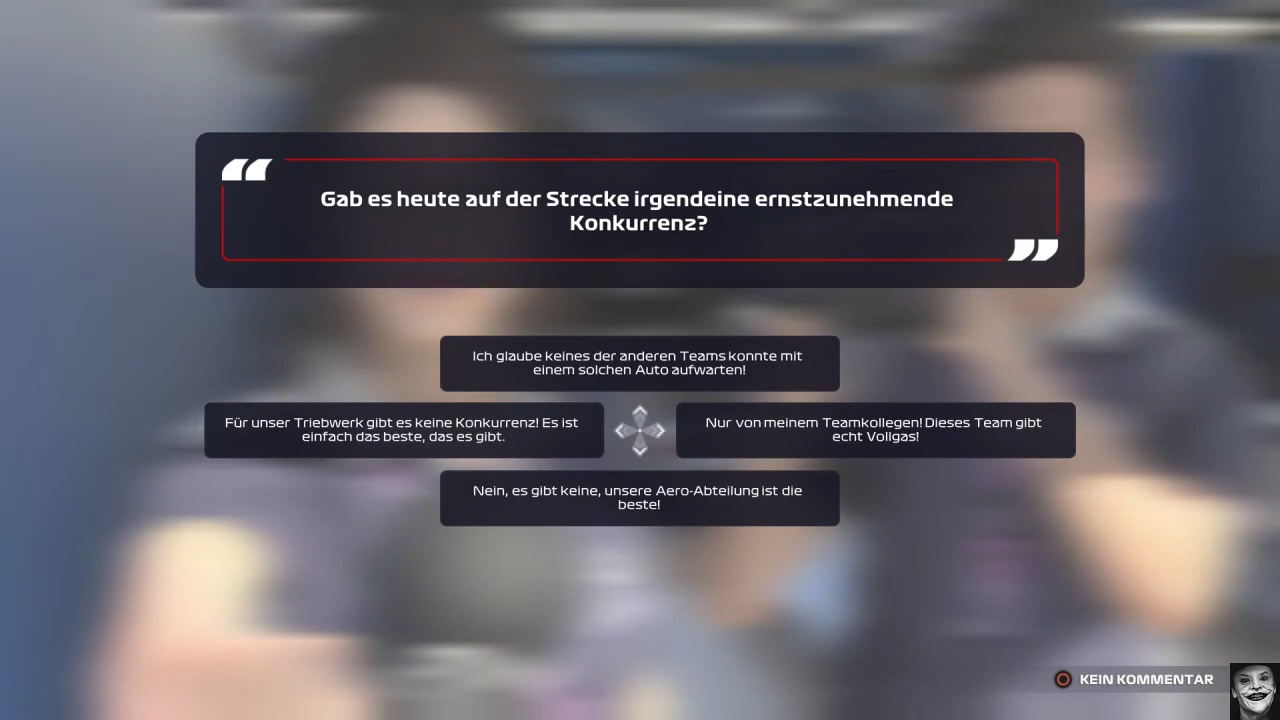 Gab es heute auf der Strecke irgendeine ernstzunehmende
Konkurrenz?
Ich glaube keines der anderen Teams konnte mit
einem solchen Auto aufwarten!
Für unser Triebwerk gibt es keine Konkurrenz! Es ist
einfach das beste, das es gibt.
Nur von meinem Teamkollegen! Dieses Team gibt
echt Vollgas!
Nein, es gibt keine, unsere Aero-Abteilung ist die
beste!
KEIN KOMMENTAR